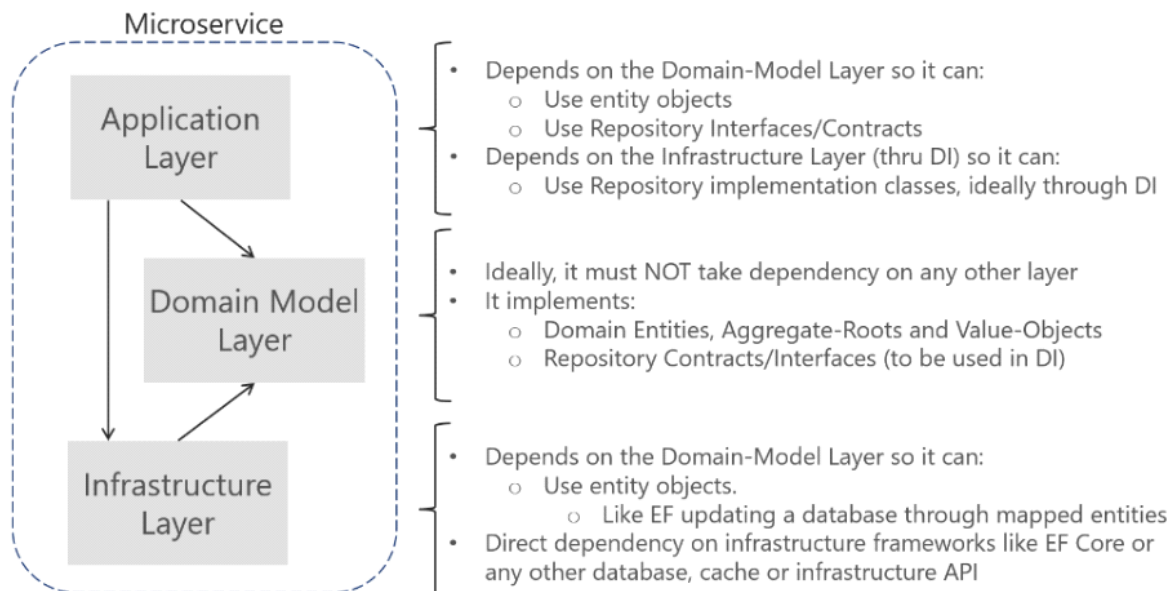 Microservice
Application
Layer
Domain Model
Layer
Infrastructure
Layer
• Depends on the Domain-Model Layer so it can:
o Use entity objects
o Use Repository Interfaces/Contracts
• Depends on the Infrastructure Layer (thru DI) so it can:
o Use Repository implementation classes, ideally through DI
• Ideally, it must NOT take dependency on any other layer
• It implements:
o Domain Entities, Aggregate-Roots and Value-Objects
o Repository Contracts/Interfaces (to be used in DI)
• Depends on the Domain-Model Layer so it can:
o Use entity objects.
o Like EF updating a database through mapped entities
• Direct dependency on infrastructure frameworks like EF Core or
any other database, cache or infrastructure API